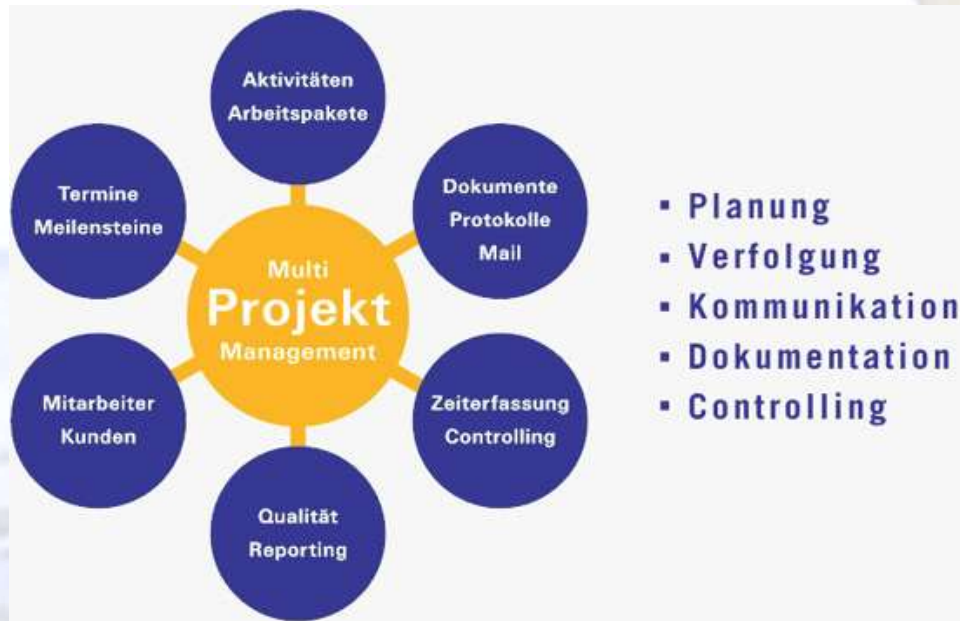 Aktivitäten
Arbeitspakete
Dokumente
Protokolle
Mail
Zeiterfassung
Controlling
Qualität
Reporting
Mitarbeiter
Kunden
Termine
Meilensteine
Multi
Projekt
Management
▪ Planung
▪ Verfolgung
▪ Kommunikation
▪ Dokumentation
▪ Controlling